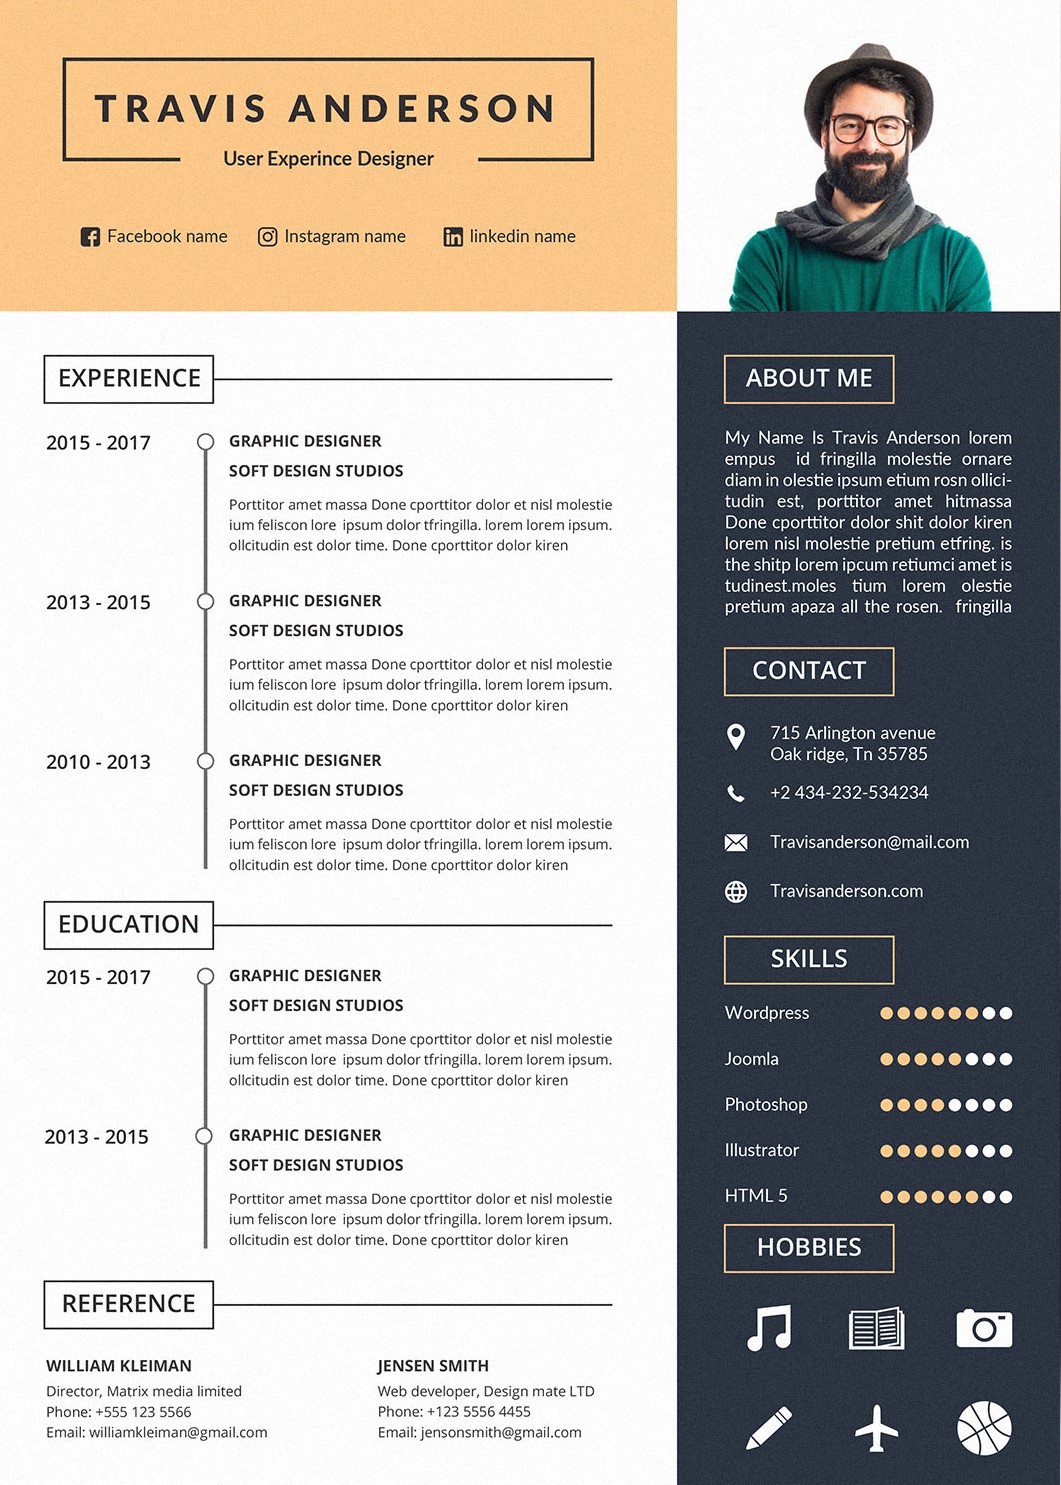 TRAVIS ANDERSON
User Experince Designer
Facebook name
Instagram name
linkedin name
EXPERIENCE
2015 - 2017
GRAPHIC DESIGNER
SOFT DESIGN STUDIOS
Porttitor amet massa Done cporttitor dolor et nisl molestie
ium feliscon lore ipsum dolor tfringilla. lorem lorem ipsum.
ollcitudin est dolor time. Done cporttitor dolor kiren
2013 - 2015
GRAPHIC DESIGNER
SOFT DESIGN STUDIOS
Porttitor amet massa Done cporttitor dolor et nisl molestie
ium feliscon lore ipsum dolor tfringilla. lorem lorem ipsum.
ollcitudin est dolor time. Done cporttitor dolor kiren
2010 - 2013
GRAPHIC DESIGNER
SOFT DESIGN STUDIOS
Porttitor amet massa Done cporttitor dolor et nisl molestie
ium feliscon lore ipsum dolor tfringilla. lorem lorem ipsum.
ollcitudin est dolor time. Done cporttitor dolor kiren
EDUCATION
2015 - 2017
GRAPHIC DESIGNER
SOFT DESIGN STUDIOS
Porttitor amet massa Done cporttitor dolor et nisl molestie
ium feliscon lore ipsum dolor tfringilla. lorem lorem ipsum.
ollcitudin est dolor time. Done cporttitor dolor kiren
2013 - 2015
GRAPHIC DESIGNER
SOFT DESIGN STUDIOS
Porttitor amet massa Done cporttitor dolor et nisl molestie
ium feliscon lore ipsum dolor tfringilla. lorem lorem ipsum.
ollcitudin est dolor time. Done cporttitor dolor kiren
REFERENCE
WILLIAM KLEIMAN
Director, Matrix media limited
Phone: +555 123 5566
Email: williamkleiman@gmail.com
JENSEN SMITH
Web developer, Design mate LTD
Phone: +123 5556 4455
Email: jensonsmith@gmail.com
ABOUT ME
My Name Is Travis Anderson lorem
empus id fringilla molestie ornare
diam in olestie ipsum etium rosn ollici-
tudin est, porttitor amet hitmassa
Done cporttitor dolor shit dolor kiren
lorem nisl molestie pretium etfring. is
the shitp lorem ipcum retiumci amet is
tudinest.moles tium lorem olestie
pretium apaza all the rosen. fringilla
CONTACT
715 Arlington avenue
Oak ridge, Tn 35785
+2 434-232-534234
Travisanderson@mail.com
Travisanderson.com
SKILLS
Wordpress
Joomla
Photoshop
Illustrator
HTML 5
HOBBIES